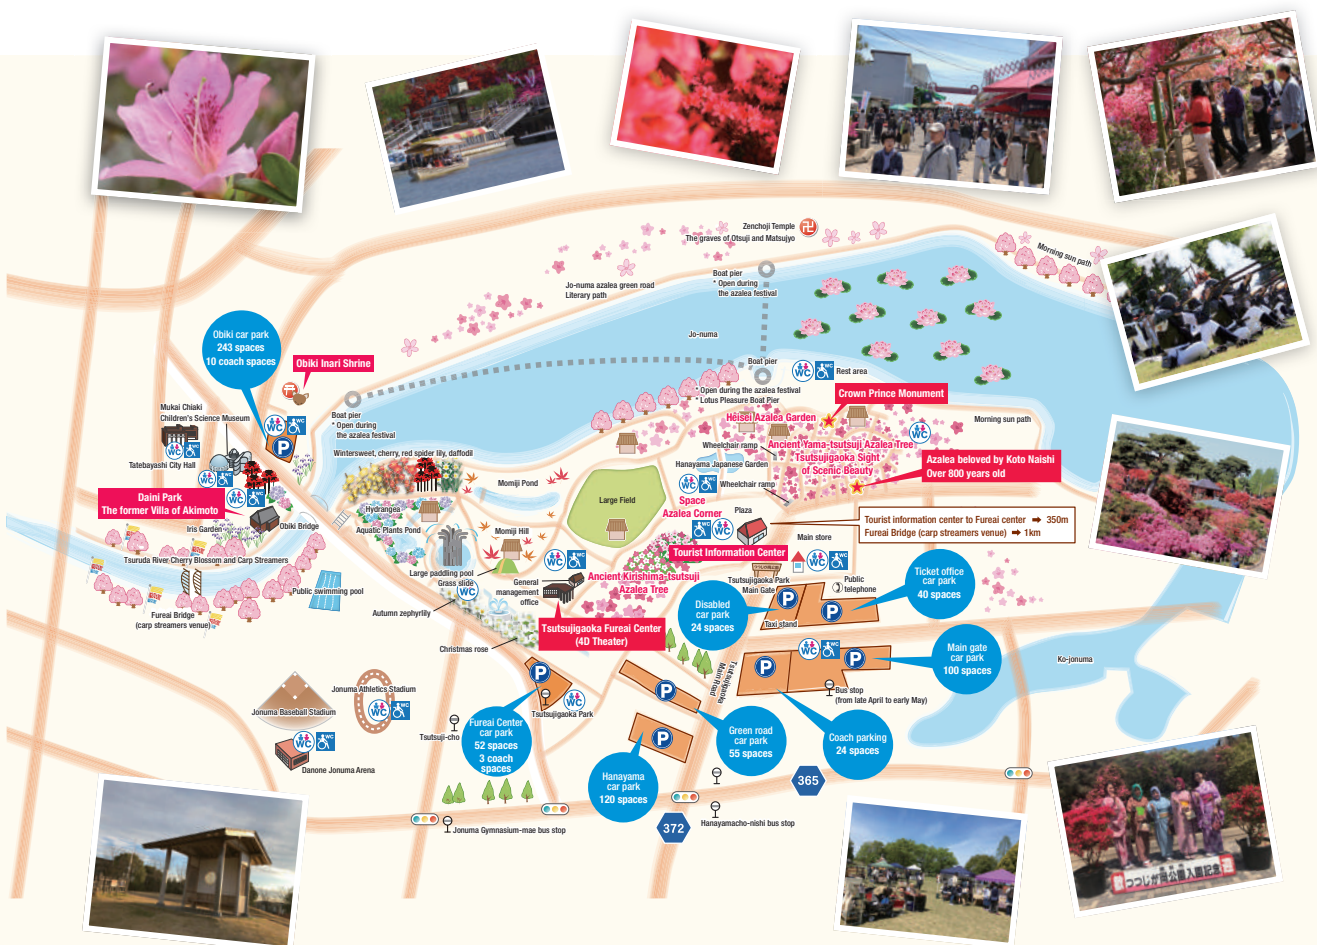 Zenchoji Temple
The graves of Otsuji and Matsujyo
Morning sun path
Boat pier
* Open during
the azalea festival
Jo-numa azalea green road
Literary path
Jo-numa
Obiki car park
243 spaces
10 coach spaces
Obiki Inari Shrine
Boat pier
Rest area
* Open during the azalea festival
* Lotus Pleasure Boat Pier
Crown Prince Monument
Mukai Chiaki
Children's Science Museum
Boat pier
* Open during
the azalea festival
Heisei Azalea Garden
Morning sun path
WC
Tatebayashi City Hall
Wintersweet, cherry, red spider lily, daffodil
Wheelchair ramp
Ancient Yama-tsutsuji Azalea Tree
Tsutsujigaoka Sight
of Scenic Beauty
Azalea beloved by Koto Naishi
Over 800 years old
Hanayama Japanese Garden
Momiji Pond
Wheelchair ramp
Daini Park
The former Villa of Akimoto
Large Field
Space
Azalea Corner
Hydrangea
Plaza
Iris Garden
Obiki Bridge
Aquatic Plants Pond
Momiji Hill
Tourist information center to Fureai center ➡ 350m
Fureai Bridge (carp streamers venue) ➡ 1km
Main store
Tourist Information Center
Tsuruda River Cherry Blossom and Carp Streamers
Large paddling pool
Grass slide
General
management
office
Ancient Kirishima-tsutsuji
Azalea Tree
Tsutsujigaoka Park
Main Gate
Public
telephone
Ticket office
car park
40 spaces
Public swimming pool
Autumn zephyrlily
Disabled
car park
24 spaces
Taxi stand
Fureai Bridge
(carp streamers venue)
Tsutsujigaoka Fureai Center
(4D Theater)
Christmas rose
Main gate
car park
100 spaces
Ko-jonuma
Tsutsujigaoka
Main Road
Jonuma Athletics Stadium
Bus stop
(from late April to early May)
Jonuma Baseball Stadium
Tsutsujigaoka Park
Tsutsuji-cho
Fureai Center
car park
52 spaces
3 coach
spaces
Green road
car park
55 spaces
Coach parking
24 spaces
Danone Jonuma Arena
Hanayama
car park
120 spaces
365
372
Jonuma Gymnasium-mae bus stop
Hanayamacho-nishi bus stop
P
つつじが岡公園入園記念